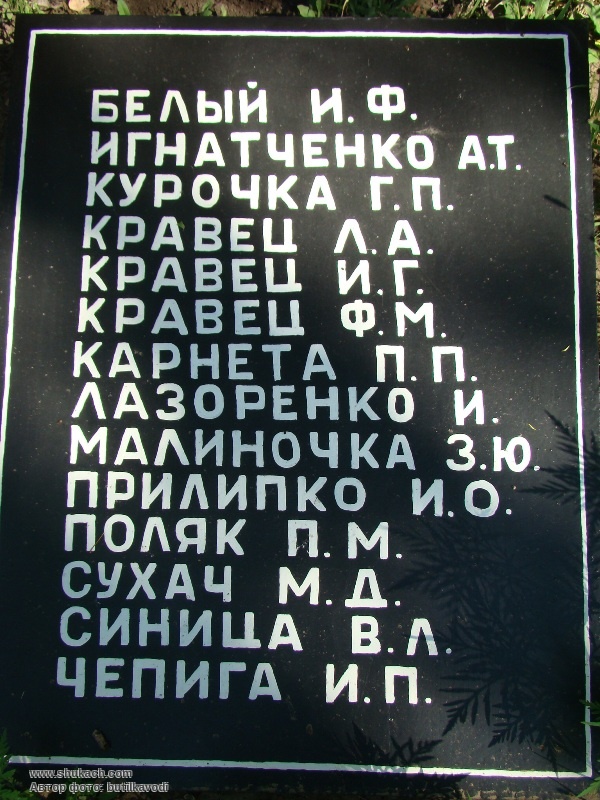 БЕЛЫЙ И.Ф.
ИГНАТЧЕНКО А.Т.
КУРОЧКА Г.П.
КРАВЕЦ Л.А.
КРАВЕЦ И.Г.
КРАВЕЦ Ф.М.
КАРНЕТА П.П.
ЛАЗОРЕНКО И.
МАЛИНОЧКА З.Ю.
ПРИЛИПКО И.О.
ПОЛЯК П.М.
СУХАЧ М.Д.
СИНИЦА В.Л.
ЧЕПИГА И.П.
www.shukach.com
Автор фото: butilkavodi